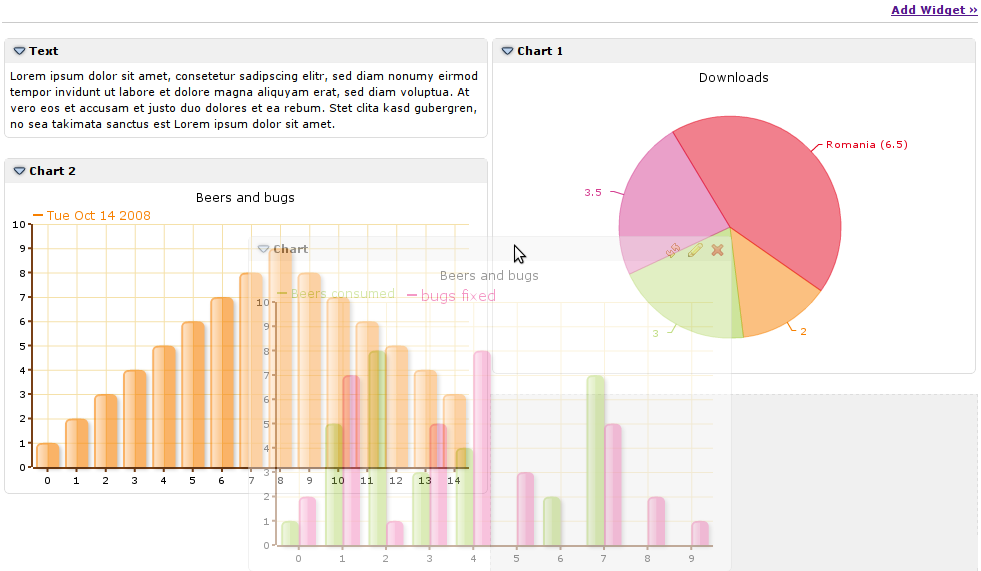 Add Widget »
Text
Lorem ipsum dolor sit amet, consetetur sadipscing elitr, sed diam nonumy eirmod
tempor invidunt ut labore et dolore magna aliquyam erat, sed diam voluptua. At
vero eos et accusam et justo duo dolores et ea rebum. Stet clita kasd gubergren,
no sea takimata sanctus est Lorem ipsum dolor sit amet.
Chart 1
Downloads
Romania (6.5)
3.5
3
2
Chart 2
Beers and bugs
Tue Oct 14 2008
10
9
8
7
6
5
4
3
2
1
0
0 1 2 3 4 5 6 7 8 9 10 11 12 13 14
Chart
Beers and bugs
Beers consumed bugs fixed
10
9
8
7
6
5
4
3
2
1
0
0 1 2 3 4 5 6 7 8 9